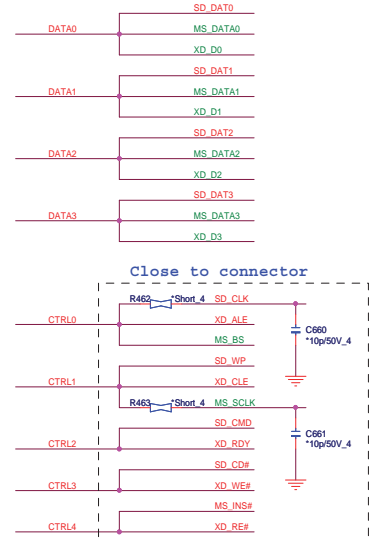 SD_DAT0
DATA0 MS_DATA0
XD_D0
SD_DAT1
DATA1 MS_DATA1
XD_D1
SD_DAT2
DATA2 MS_DATA2
XD_D2
SD_DAT3
DATA3 MS_DATA3
XD_D3
Close to connector
R462 *Short_4 SD_CLK
CTRL0 XD_ALE
C660
*10p/50V_4
MS_BS
SD_WP
CTRL1 XD_CLE
R463 *Short_4 MS_SCLK
SD_CMD
C661
*10p/50V_4
CTRL2 XD_RDY
SD_CD#
CTRL3 XD_WE#
MS_INS#
CTRL4 XD_RE#